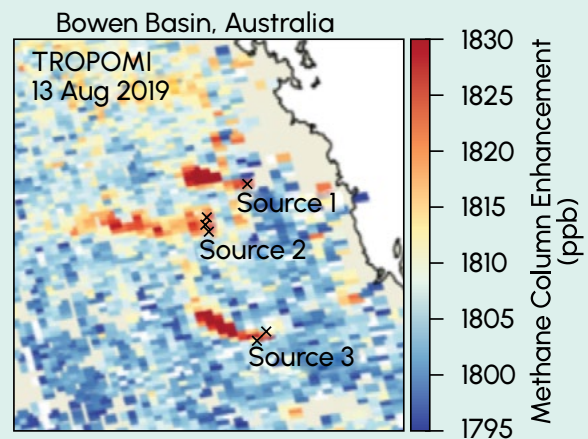 Bowen Basin, Australia
TROPOMI
13 Aug 2019
Source 1
Source 2
Source 3
1830
1825
1820
1815
1810
1805
1800
1795
Methane Column Enhancement
(ppb)